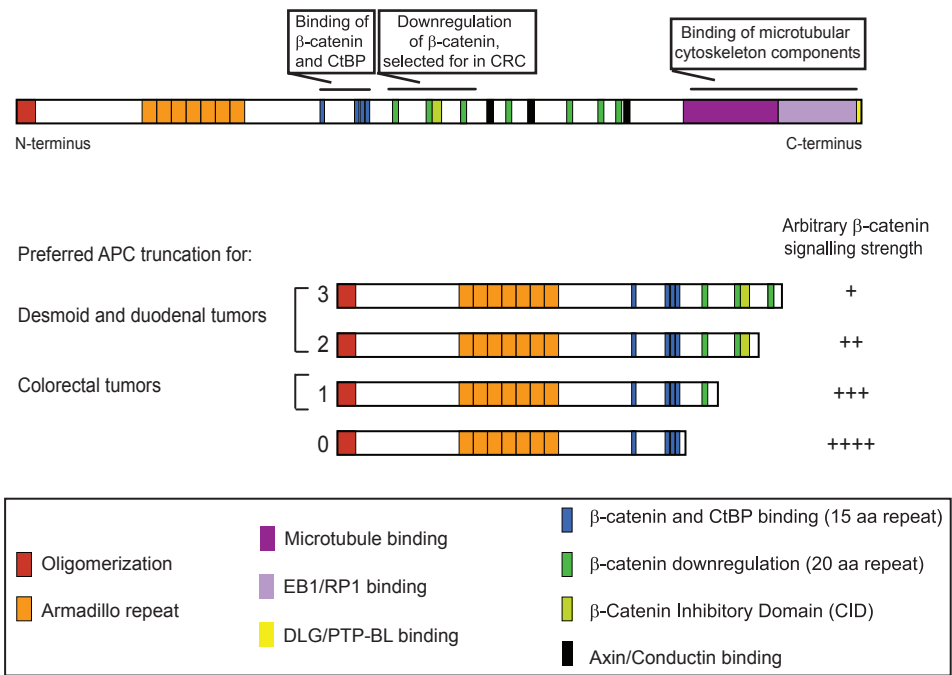 Binding of
β-catenin
and CtBP
Downregulation
of β-catenin,
selected for in CRC
Binding of microtubular
cytoskeleton components
N-terminus
C-terminus
Preferred APC truncation for:
Arbitrary β-catenin
signalling strength
3
+
Desmoid and duodenal tumors
2
++
Colorectal tumors
1
+++
0
++++
Oligomerization
Armadillo repeat
Microtubule binding
EB1/RP1 binding
DLG/PTP-BL binding
β-catenin and CtBP binding (15 aa repeat)
β-catenin downregulation (20 aa repeat)
β-Catenin Inhibitory Domain (CID)
Axin/Conductin binding